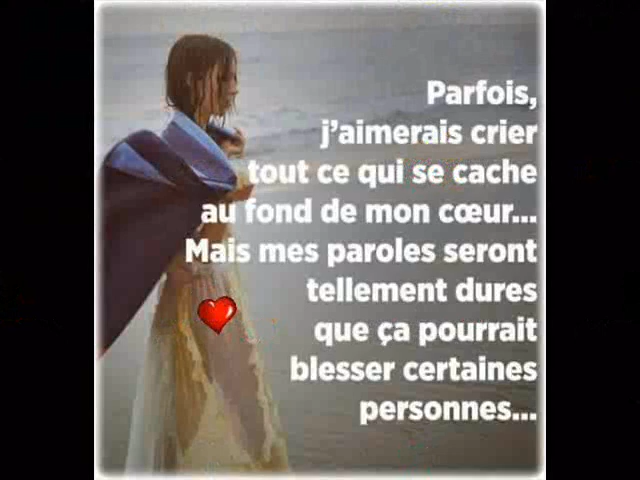 Parfois,
j'aimerais crier
tout ce qui se cache
au fond de mon cœur...
Mais mes paroles seront
tellement dures
que ça pourrait
blesser certaines
personnes...